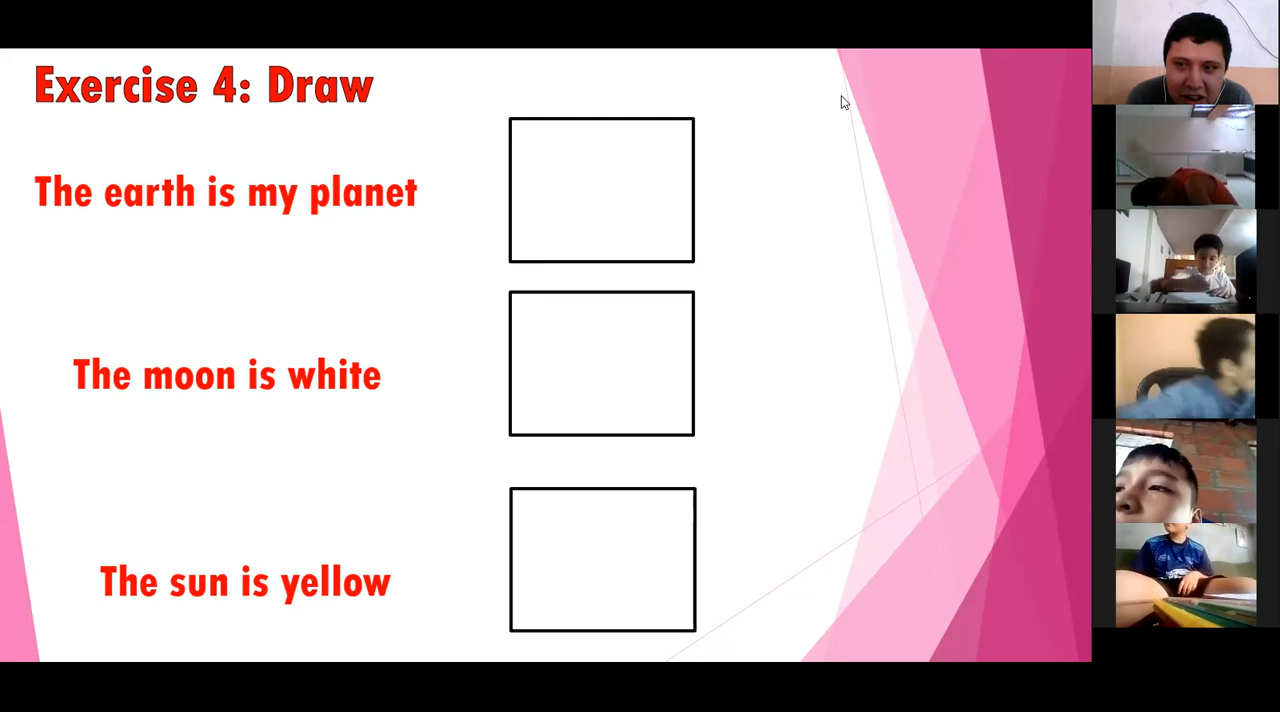 Exercise 4: Draw
The earth is my planet
The moon is white
The sun is yellow